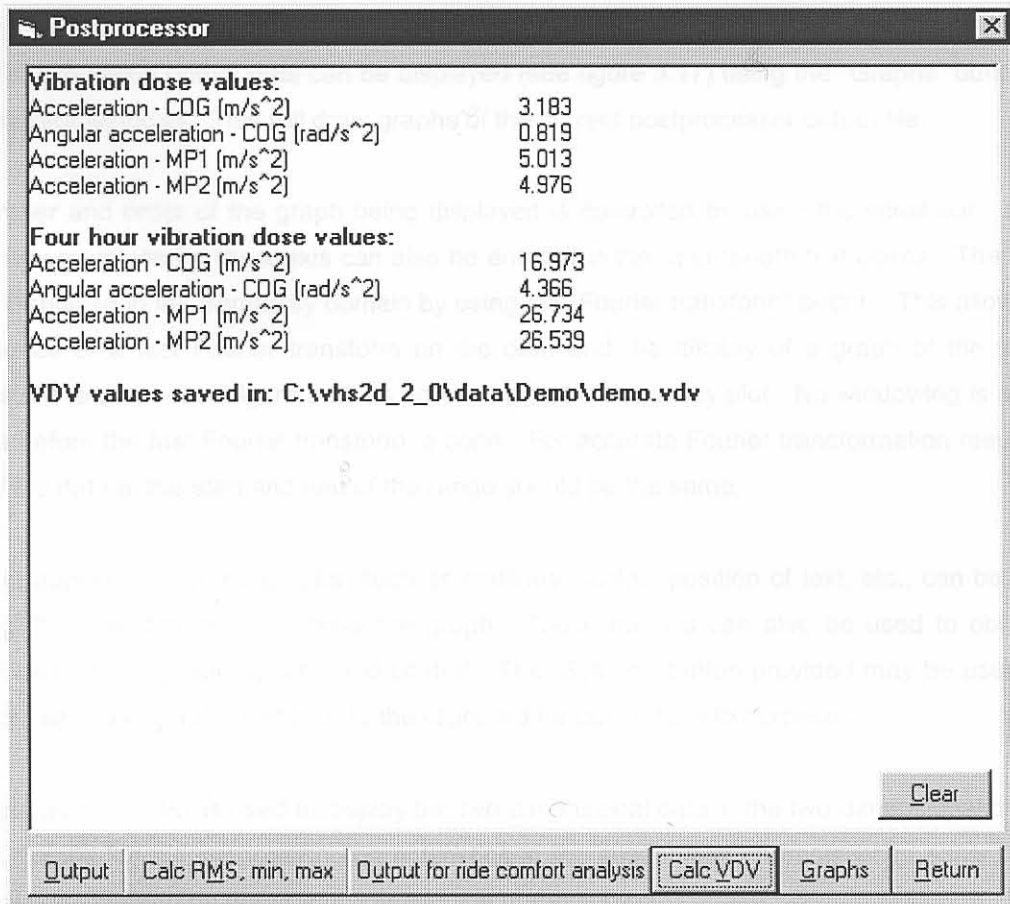 Postprocessor
Vibration dose values:
Acceleration - COG (m/s^2) 3.183
Angular acceleration - COG (rad/s^2) 0.819
Acceleration - MP1 (m/s^2) 5.013
Acceleration - MP2 (m/s^2) 4.976
Four hour vibration dose values:
Acceleration - COG (m/s^2) 16.973
Angular acceleration - COG (rad/s^2) 4.366
Acceleration - MP1 (m/s^2) 26.734
Acceleration - MP2 (m/s^2) 26.539
VDV values saved in: C:\vhs2d_2_0\data\Demo\demo.vdv
Clear
Output Calc RMS, min, max Output for ride comfort analysis Calc VDV Graphs Return